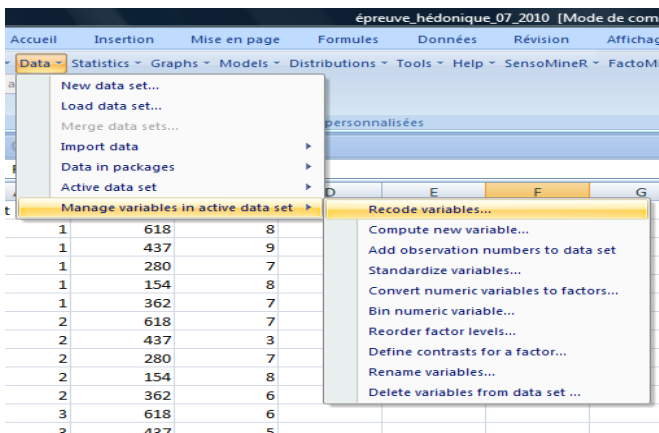 épreuve_hédonique_07_2010 [Mode de com
Accueil Insertion Mise en page Formules Données Révision Affichag
Data Statistics Graphs Models Distributions Tools Help SensoMineR FactoMi
New data set...
Load data set...
Merge data sets...
personnalisées
Import data
Data in packages
Active data set
Manage variables in active data set
D E F G
Recode variables...
Compute new variable...
Add observation numbers to data set
Standardize variables...
Convert numeric variables to factors...
Bin numeric variable...
Reorder factor levels...
Define contrasts for a factor...
Rename variables...
Delete variables from data set ...
t
1 618 8
1 437 9
1 280 7
1 154 8
1 362 7
2 618 7
2 437 3
2 280 7
2 154 8
2 362 6
3 618 6
3 437 5